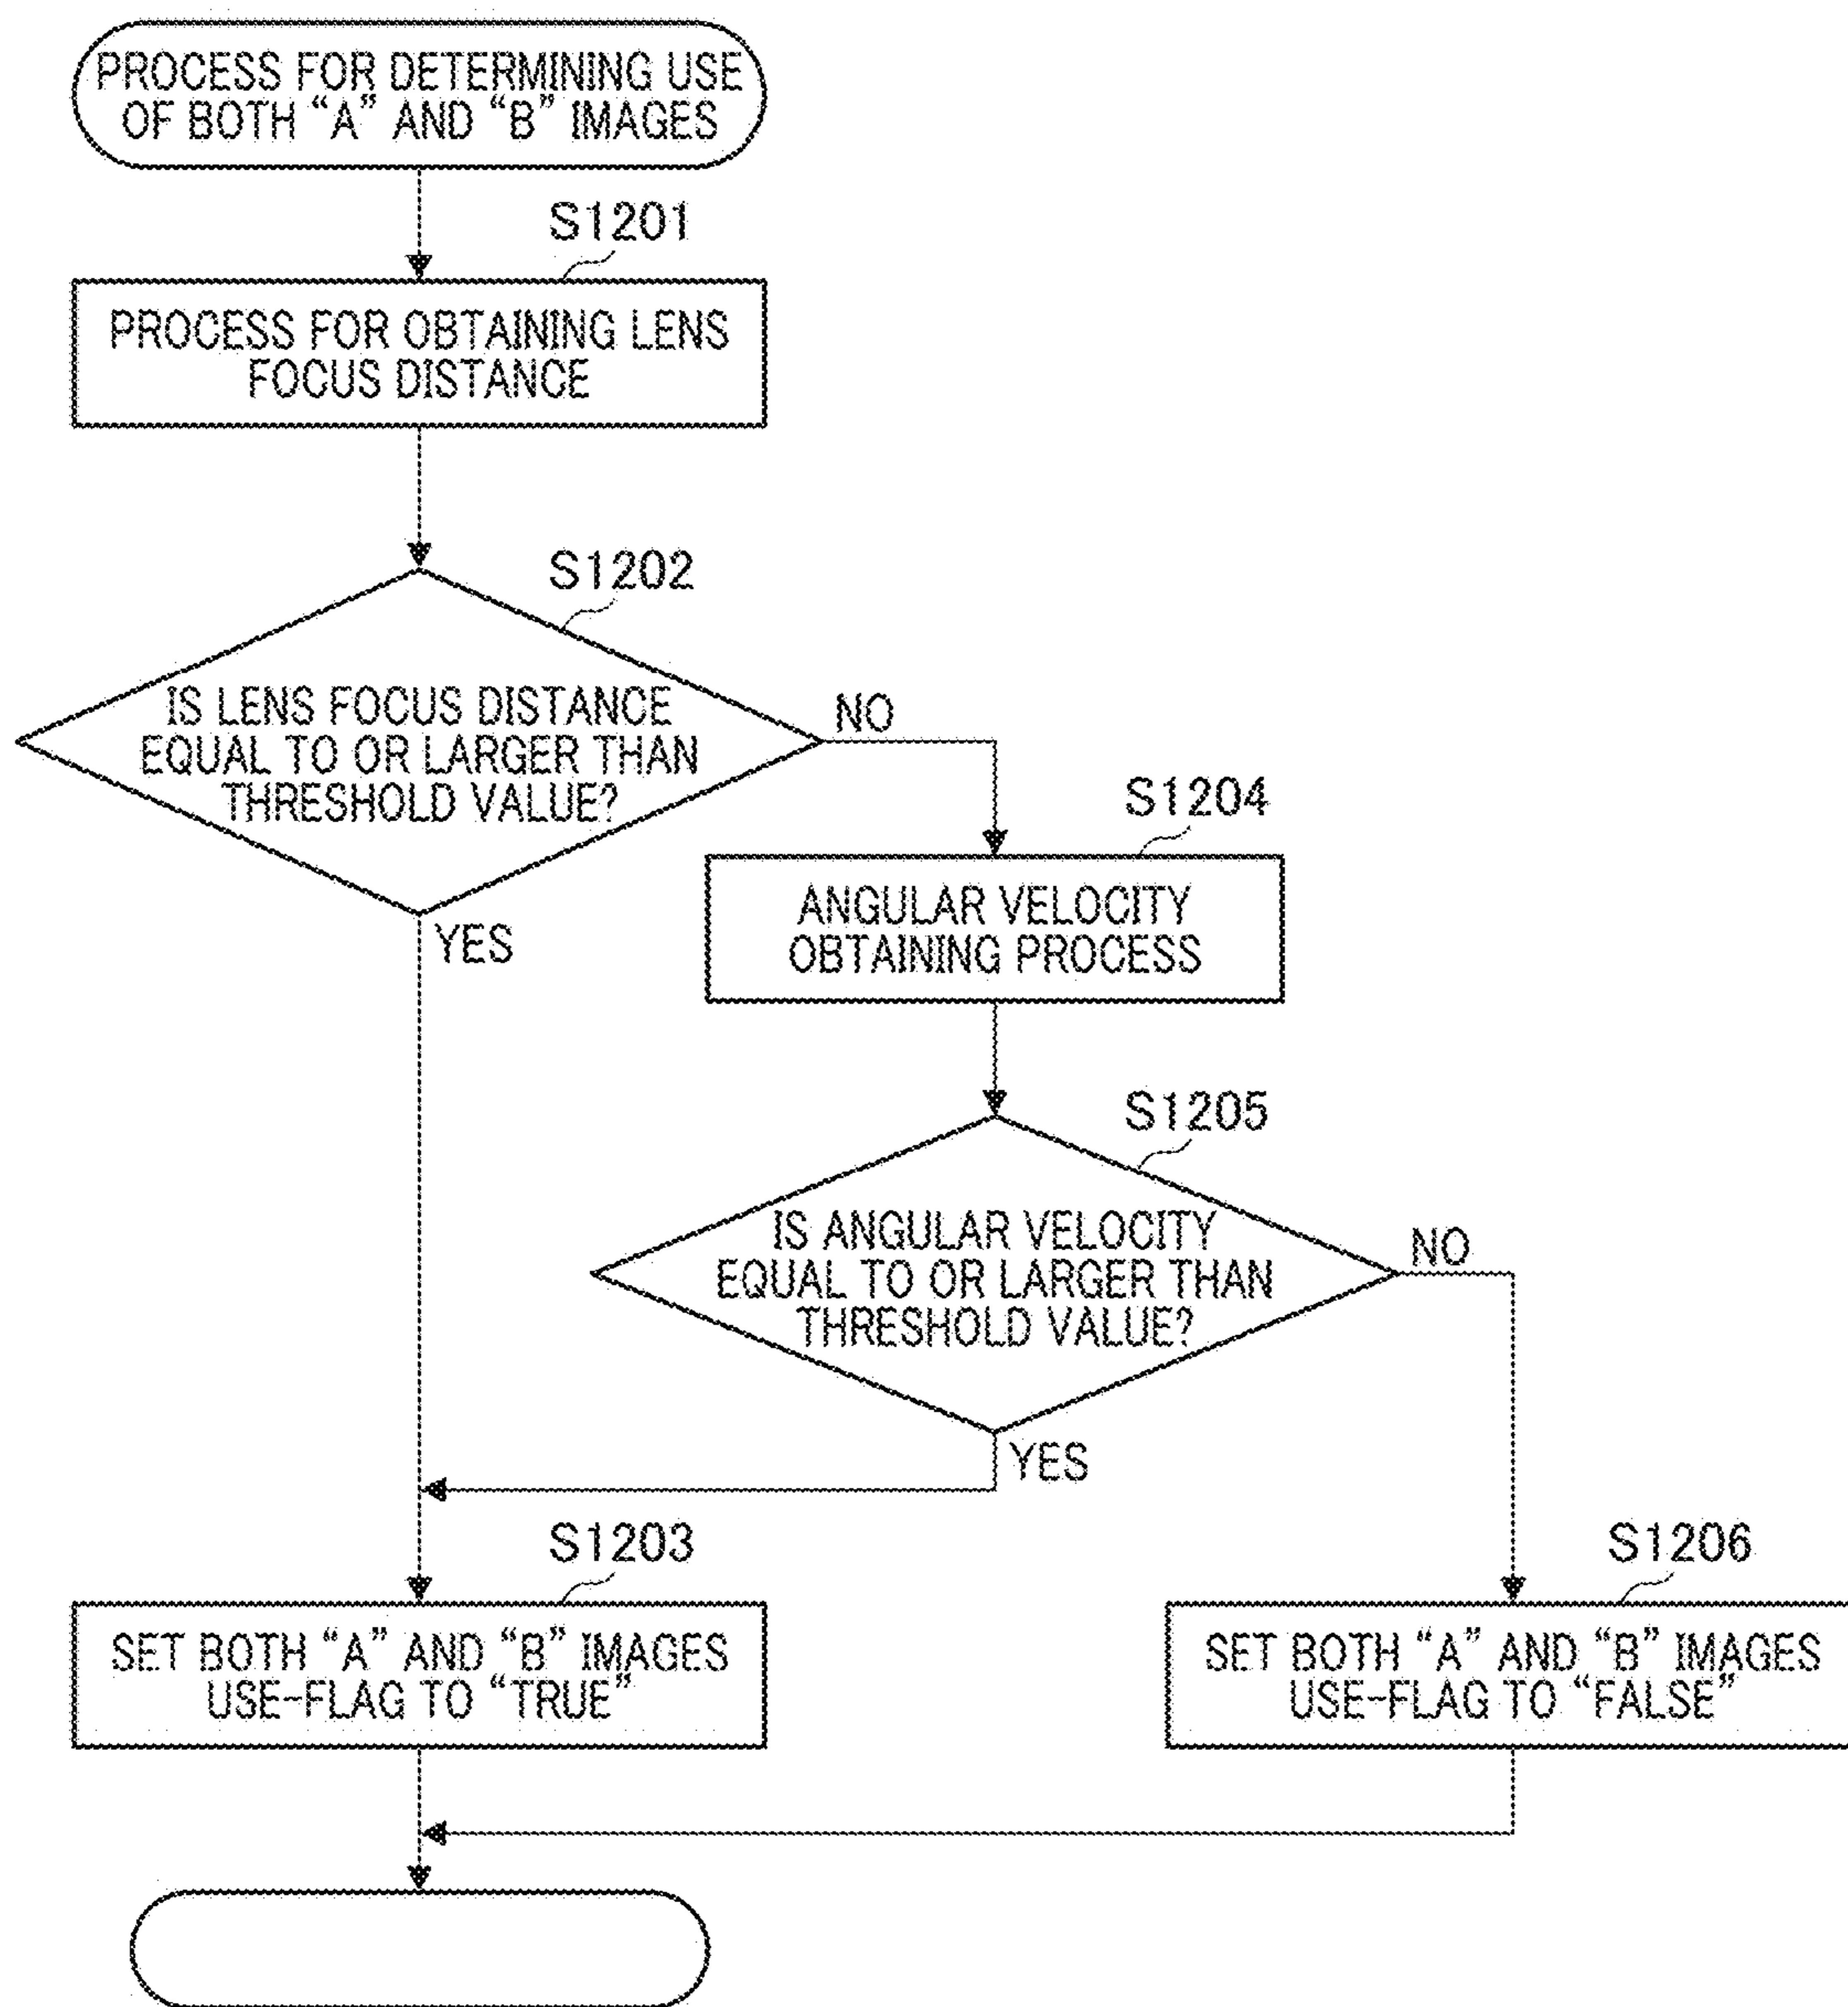 PROCESS FOR DETERMINING USE
OF BOTH “A” AND “B” IMAGES
S1201
PROCESS FOR OBTAINING LENS
FOCUS DISTANCE
S1202
IS LENS FOCUS DISTANCE
EQUAL TO OR LARGER THAN
THRESHOLD VALUE?
NO
YES
S1204
ANGULAR VELOCITY
OBTAINING PROCESS
S1205
IS ANGULAR VELOCITY
EQUAL TO OR LARGER THAN
THRESHOLD VALUE?
NO
YES
S1203
SET BOTH “A” AND “B” IMAGES
USE-FLAG TO “TRUE”
S1206
SET BOTH “A” AND “B” IMAGES
USE-FLAG TO “FALSE”